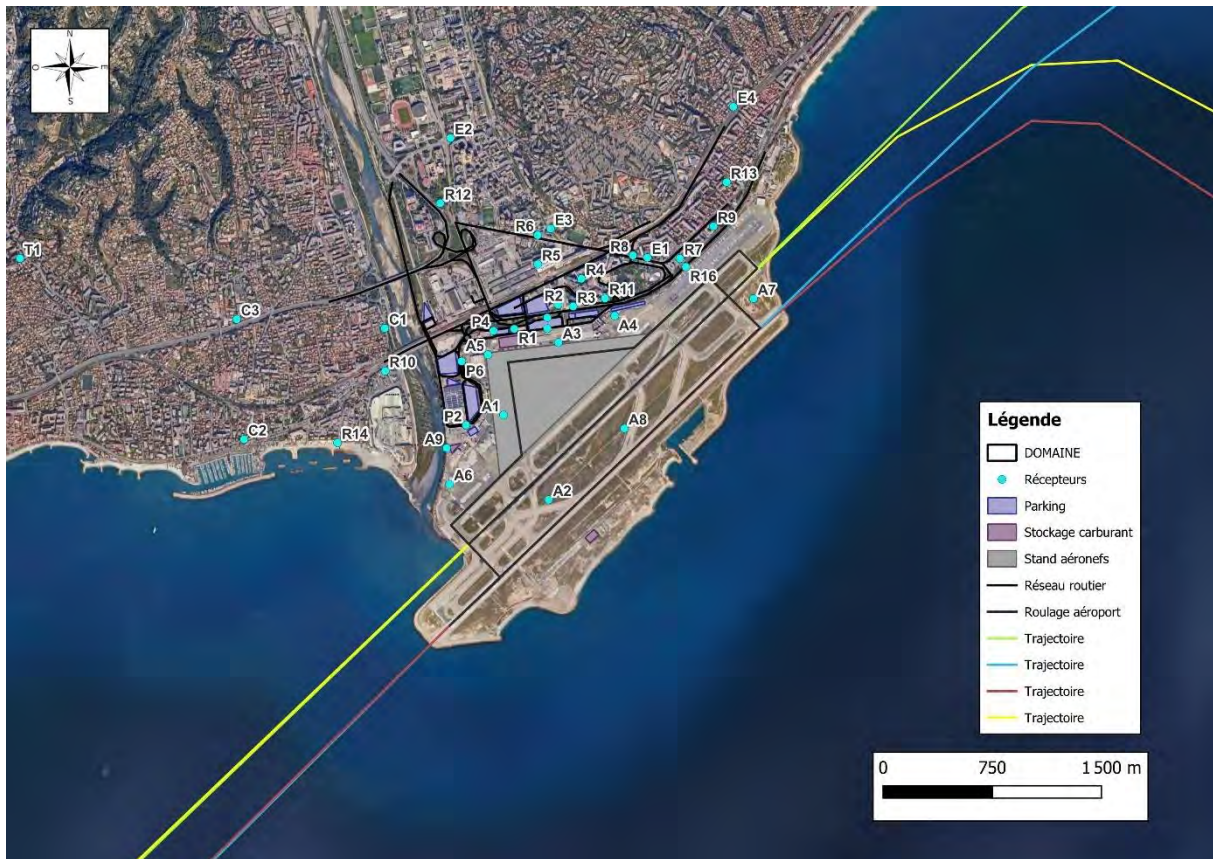 N
O
E
S
E4
E2
R13
R12
R6
E3
R9
R8
E1
R7
T1
R5
R16
R4
R11
A7
R2
R3
C3
P4
A4
C1
R1
A3
A5
R10
P6
A1
P2
A8
C2
R14
A9
A6
A2
Légende
DOMAINE
Récepteurs
Parking
Stockage carburant
Stand aéronefs
Réseau routier
Roulage aéroport
Trajectoire
Trajectoire
Trajectoire
Trajectoire
0 750 1 500 m